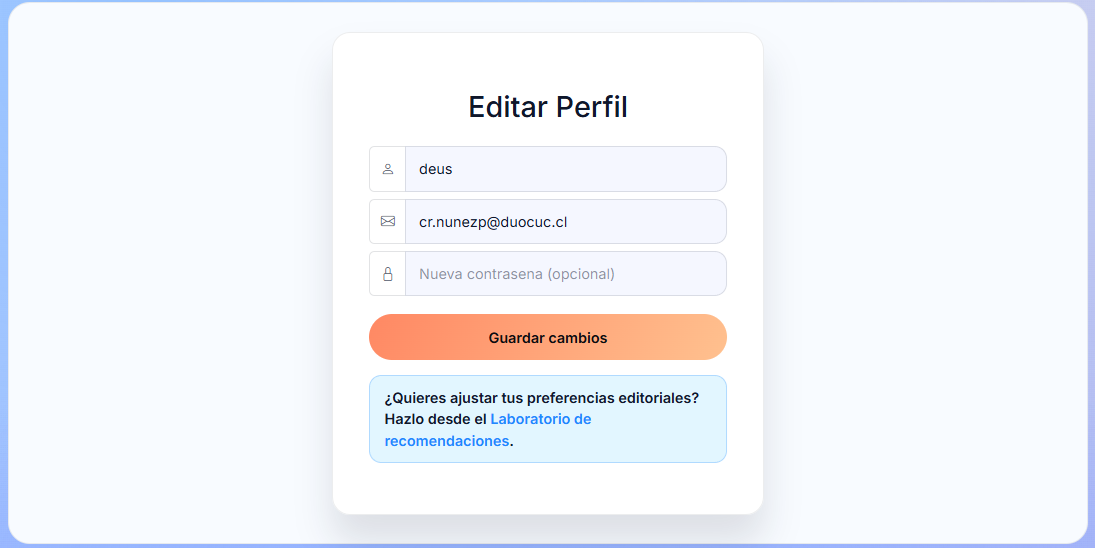 Editar Perfil
deus
cr.nunezp@duocuc.cl
Nueva contrasena (opcional)
Guardar cambios
¿Quieres ajustar tus preferencias editoriales?
Hazlo desde el Laboratorio de
recomendaciones.